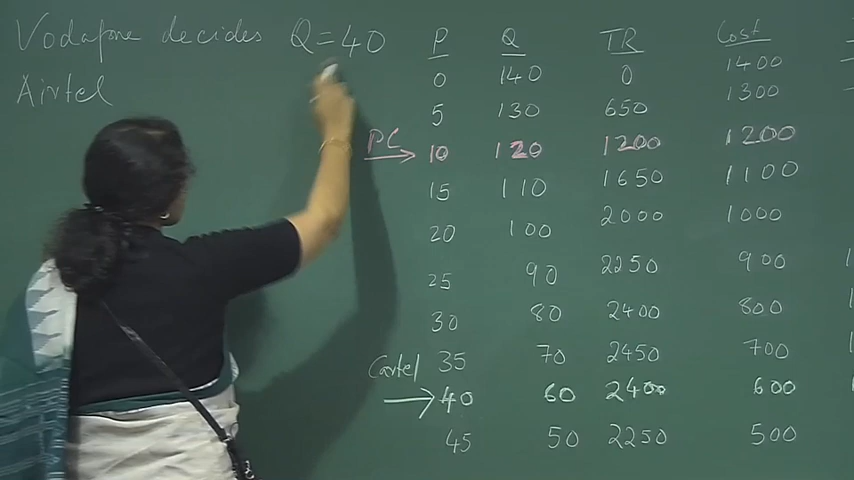 Vodafone decides Q = 40
Airtel
P Q TR Cost
0 140 0 1400
5 130 650 1300
PC → 10 120 1200 1200
15 110 1650 1100
20 100 2000 1000
25 90 2250 900
30 80 2400 800
35 70 2450 700
Cartel → 40 60 2400 600
45 50 2250 500